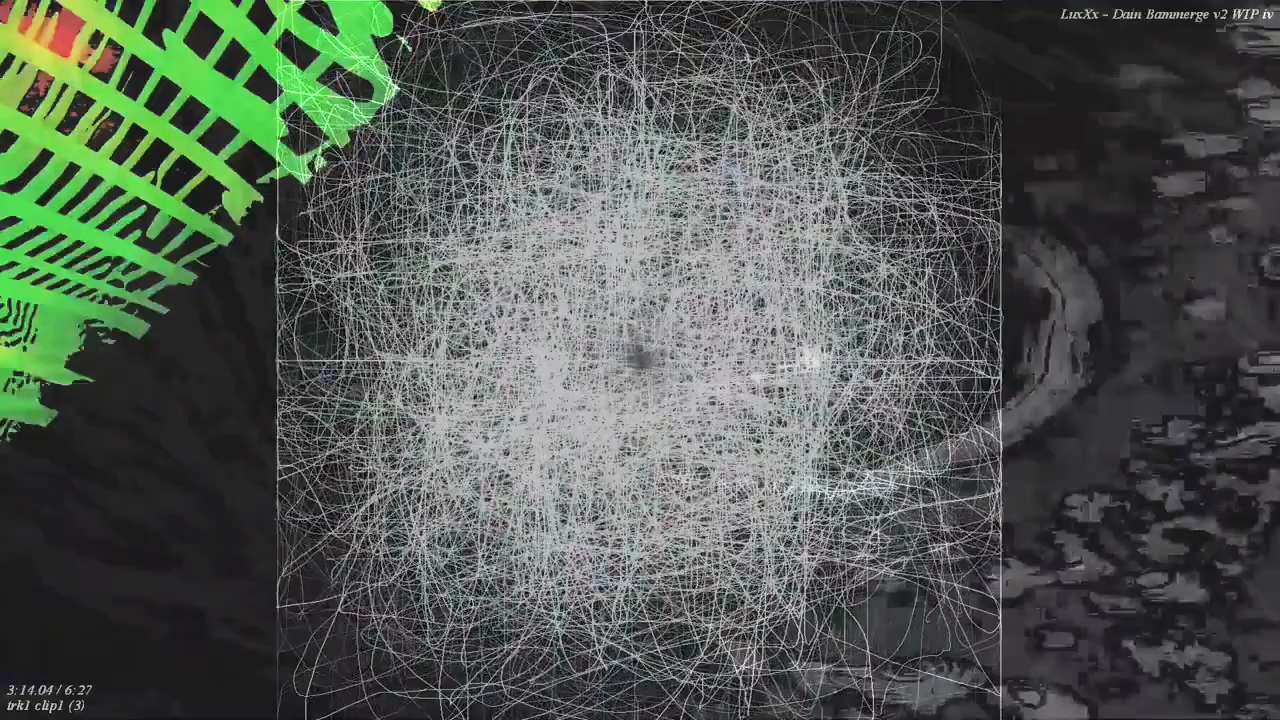 LuxXx - Dain Bammerge v2 WIP iv
3:14.04 / 6:27
trk1 clip1 (3)